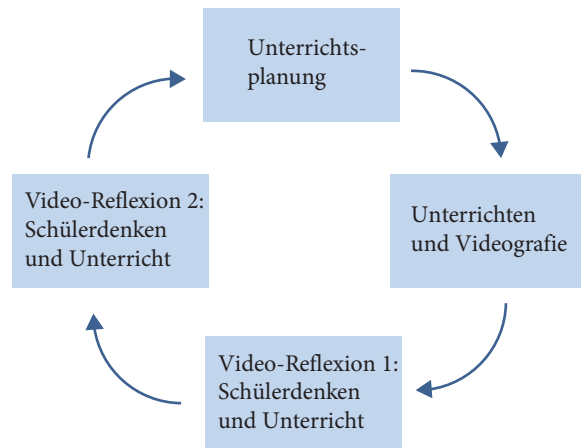 Unterrichts-
planung
Unterrichten
und Videografie
Video-Reflexion 1:
Schülerdenken
und Unterricht
Video-Reflexion 2:
Schülerdenken
und Unterricht